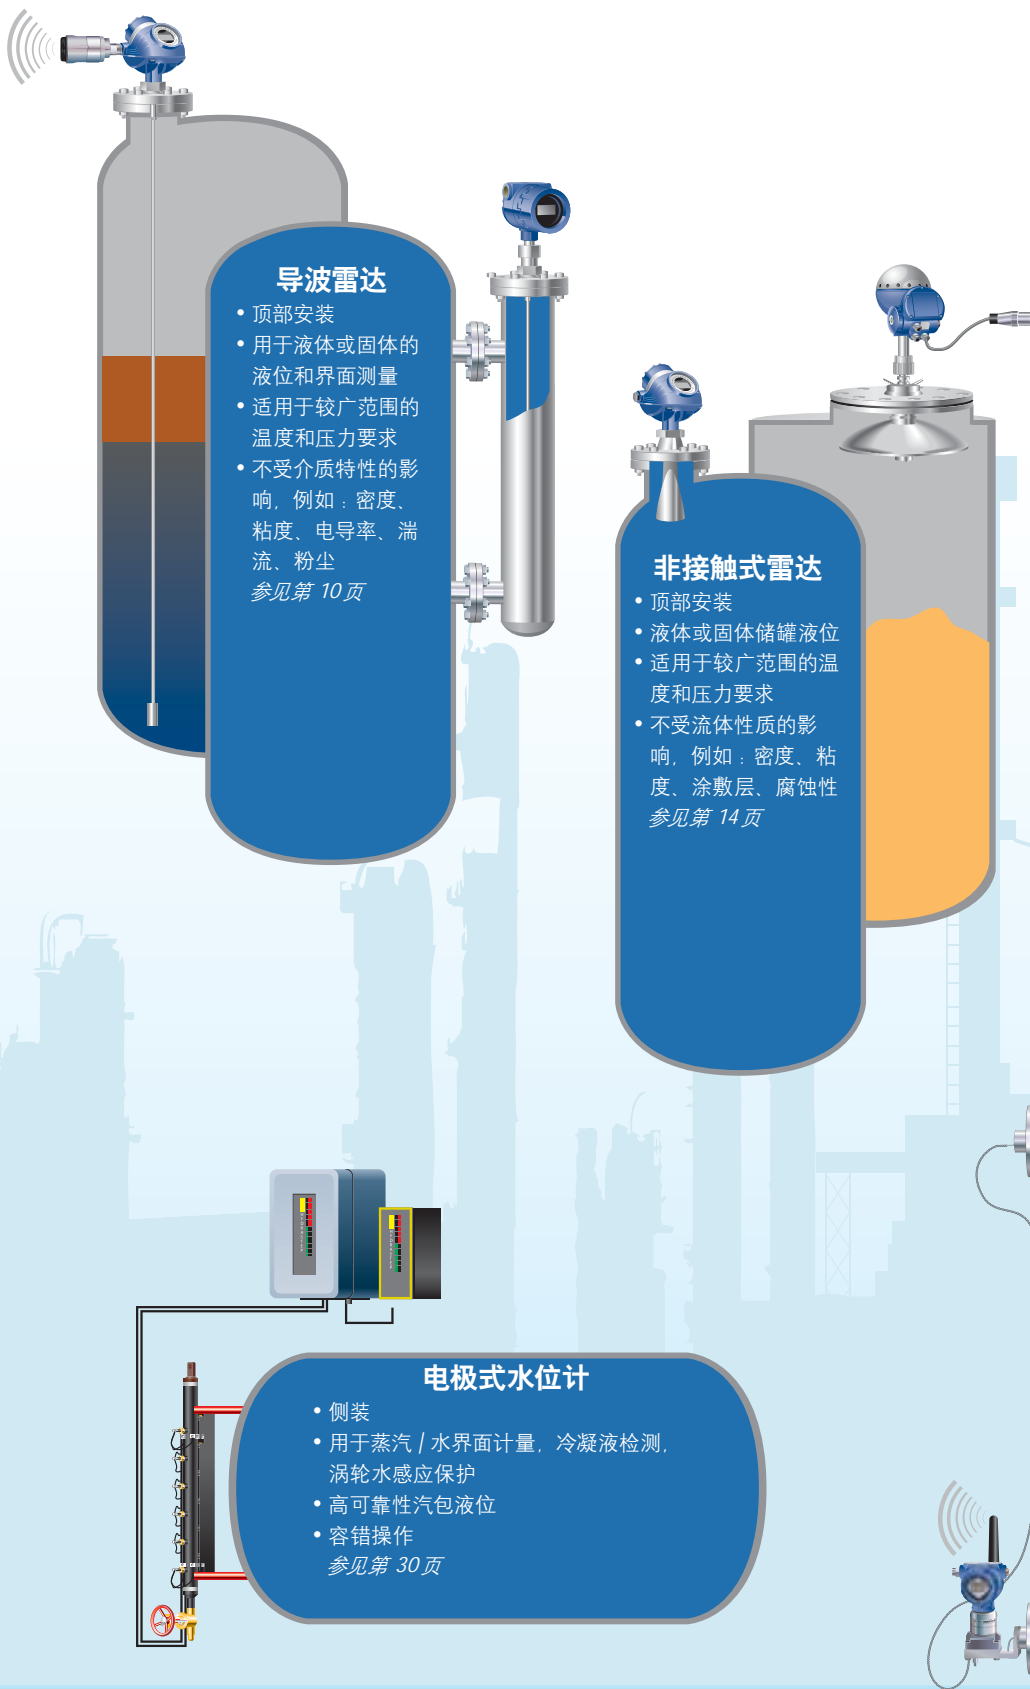 导波雷达
• 顶部安装
• 用于液体或固体的
液位和界面测量
• 适用于较广范围的
温度和压力要求
• 不受介质特性的影
响，例如：密度、
粘度、电导率、湍
流、粉尘
参见第 10 页
非接触式雷达
• 顶部安装
• 液体或固体储罐液位
• 适用于较广范围的温
度和压力要求
• 不受流体性质的影
响，例如：密度、粘
度、涂敷层、腐蚀性
参见第 14 页
电极式水位计
• 侧装
• 用于蒸汽 / 水界面计量，冷凝液检测，
涡轮水感应保护
• 高可靠性汽包液位
• 容错操作
参见第 30 页